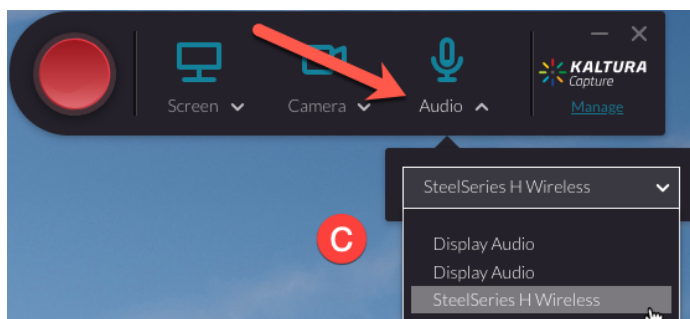 KALTURA
Capture
Screen
Camera
Audio
Manage
SteelSeries H Wireless
C
Display Audio
Display Audio
SteelSeries H Wireless